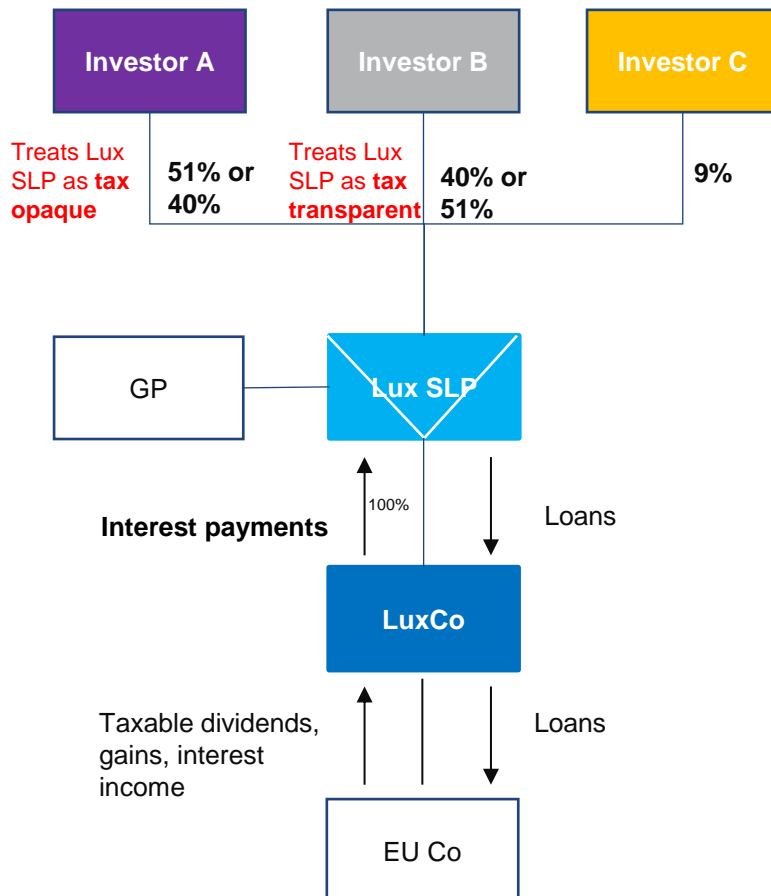 Investor A
Investor B
Investor C
Treats Lux
SLP as tax
opaque
51% or
40%
Treats Lux
SLP as tax
transparent
40% or
51%
9%
GP
Lux SLP
100%
Interest payments
Loans
LuxCo
Taxable dividends,
gains, interest
income
Loans
EU Co